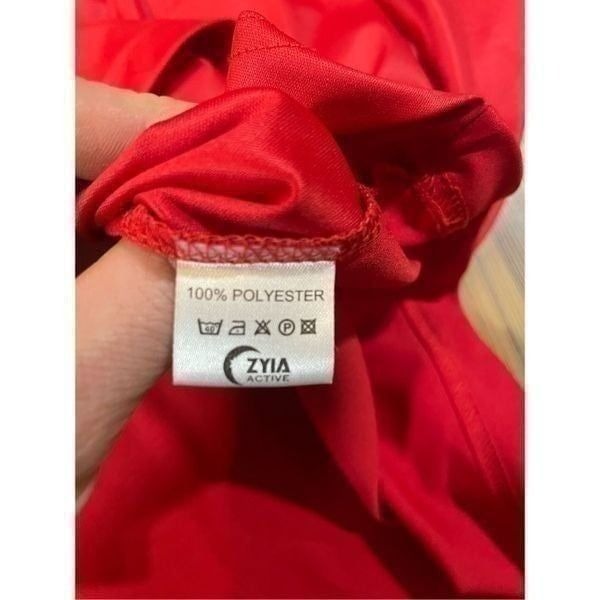 100% POLYESTER
40 P
ZYIA
ACTIVE